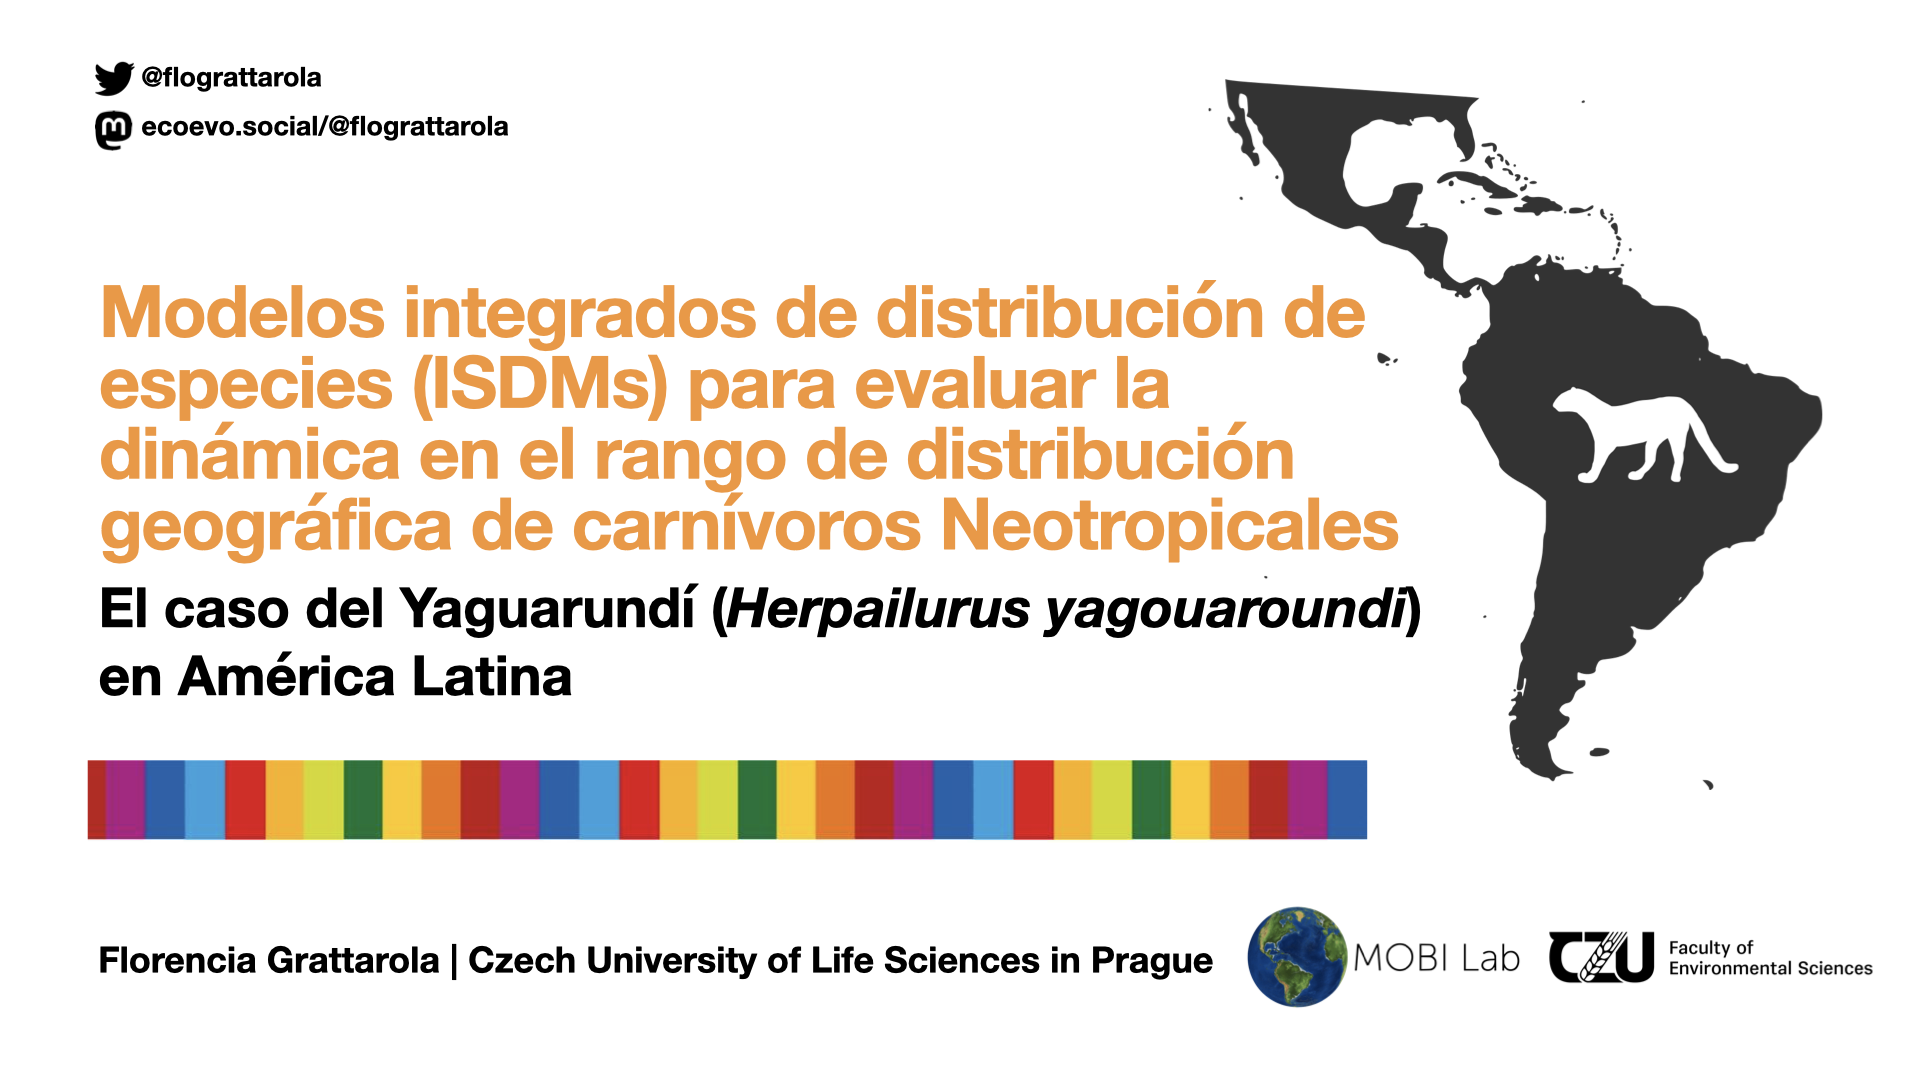 @flograttarola
ecoevo.social/@flograttarola
Modelos integrados de distribución de
especies (ISDMs) para evaluar la
dinámica en el rango de distribución
geográfica de carnívoros Neotropicales
El caso del Yaguarundí (Herpailurus yagouaroundi)
en América Latina
Florencia Grattarola | Czech University of Life Sciences in Prague
MOBI Lab
CZU
Faculty of
Environmental Sciences